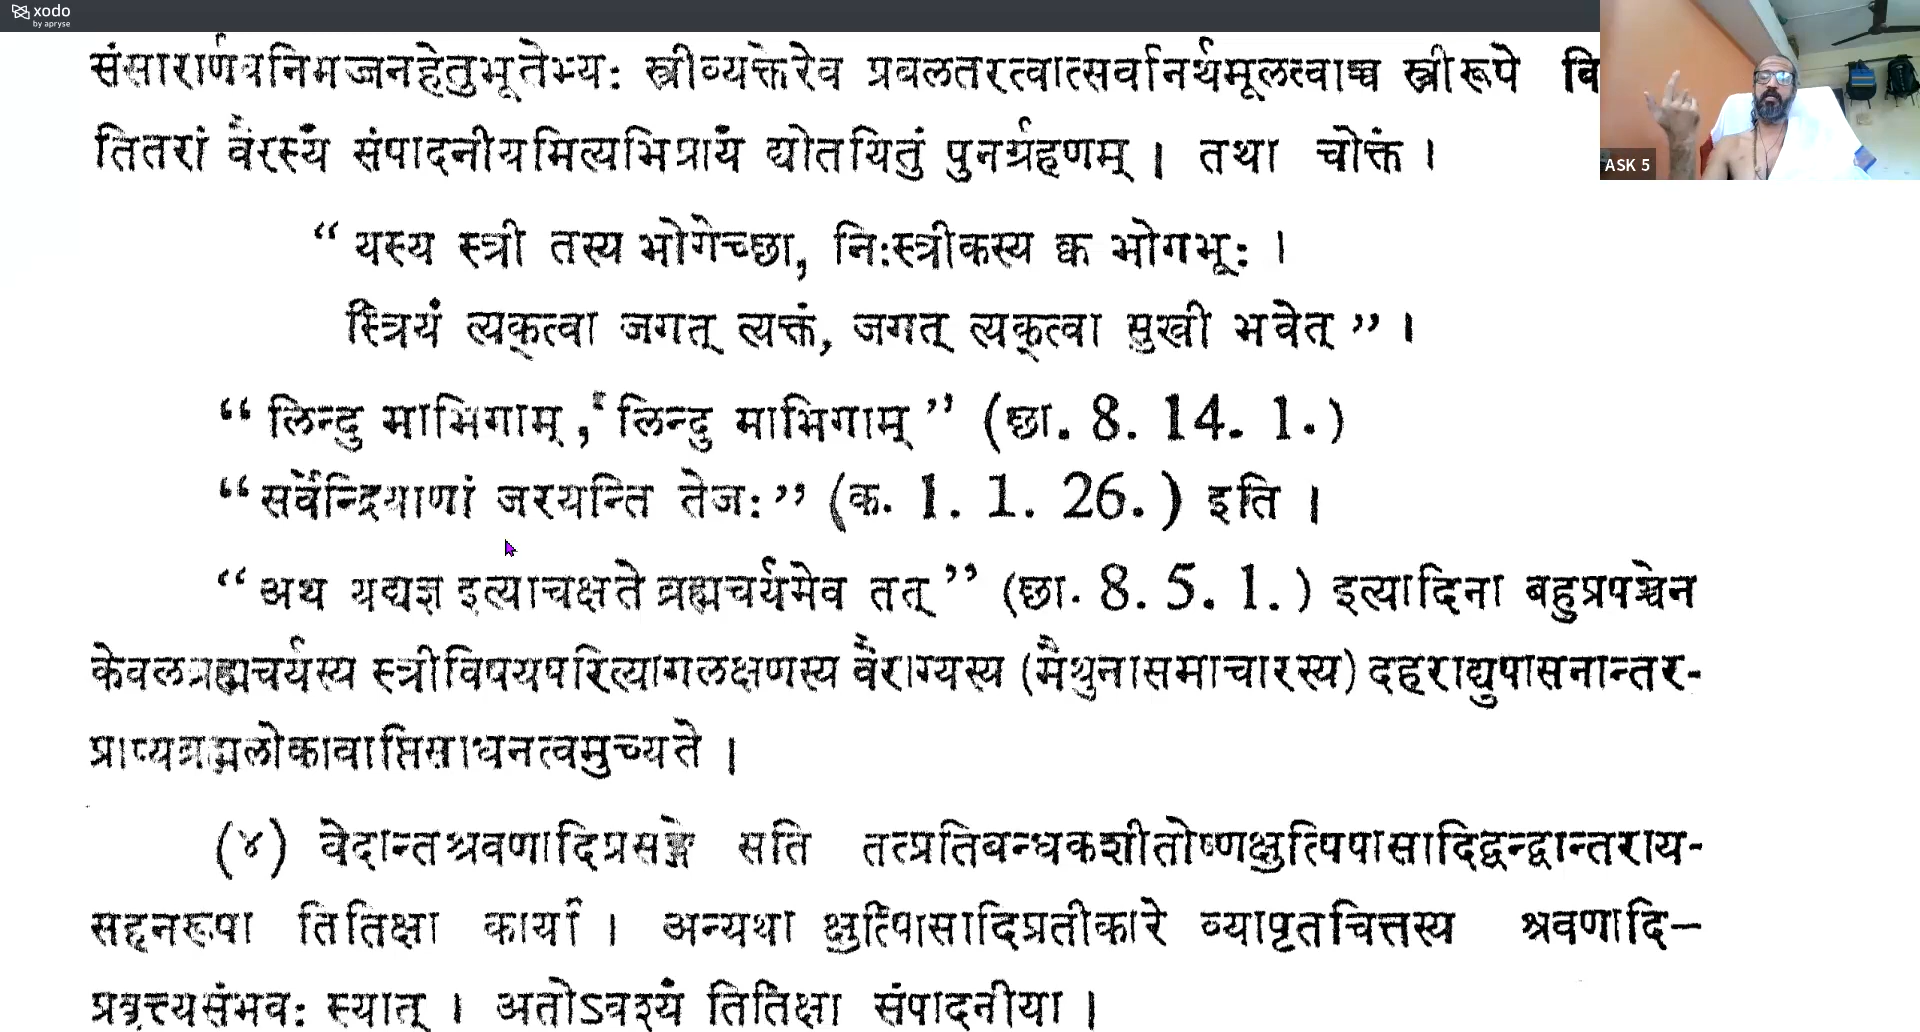 xodo
by apryse
संसारार्णवनिमज्जनहेतुभूतेभ्यः स्त्रीव्यक्तेरेव प्रबलतरत्वात्सर्वानर्थमूलत्वाच्च स्त्रीरूपे वि
तितरां वैरस्यं संपादनीयमित्यभिप्रायं द्योतयितुं पुनर्ग्रहणम् । तथा चोक्तं ।
“ यस्य स्त्री तस्य भोगेच्छा, निःस्त्रीकस्य क्व भोगभूः ।
स्त्रियं त्यक्त्वा जगत् त्यक्तं, जगत् त्यक्त्वा सुखी भवेत् ” ।
“ लिन्दु माभिगाम् , लिन्दु माभिगाम् ” (छा. 8. 14. 1.)
“ सर्वेन्द्रियाणां जरयन्ति तेजः ” (क. 1. 1. 26. ) इति ।
“ अथ यद्यज्ञ इत्याचक्षते ब्रह्मचर्यमेव तत् ” (छा. 8. 5. 1. ) इत्यादिना बहुप्रपञ्चेन
केवलब्रह्मचर्यस्य स्त्रीविषयपरित्यागलक्षणस्य वैराग्यस्य (मैथुनासमाचारस्य) दहराद्युपासनान्तर-
प्राप्यब्रह्मलोकावाप्तिसाधनत्वमुच्यते ।
(४) वेदान्तश्रवणादिप्रसङ्गे सति तत्प्रतिबन्धकशीतोष्णक्षुत्पिपासादिद्वन्द्वान्तराय-
सहनरूपा तितिक्षा कार्या । अन्यथा क्षुत्पिपासादिप्रतीकारे व्यापृतचित्तस्य श्रवणादि–
प्रवृत्त्यसंभवः स्यात् । अतोऽवश्यं तितिक्षा संपादनीया ।
ASK 5